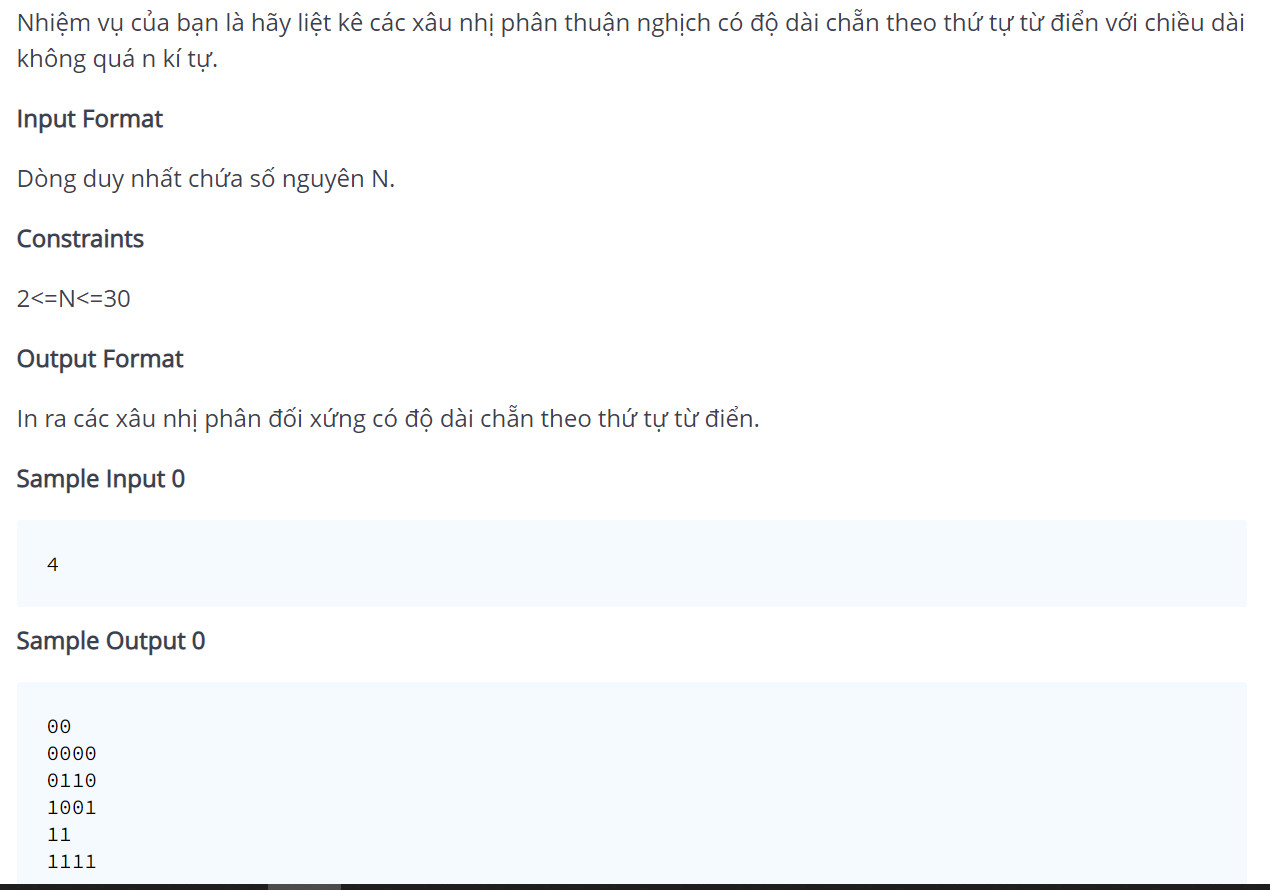 Nhiệm vụ của bạn là hãy liệt kê các xâu nhị phân thuận nghịch có độ dài chẵn theo thứ tự từ điển với chiều dài
không quá n kí tự.
Input Format
Dòng duy nhất chứa số nguyên N.
Constraints
2<=N<=30
Output Format
In ra các xâu nhị phân đối xứng có độ dài chẵn theo thứ tự từ điển.
Sample Input 0
4
Sample Output 0
00
0000
0110
1001
11
1111